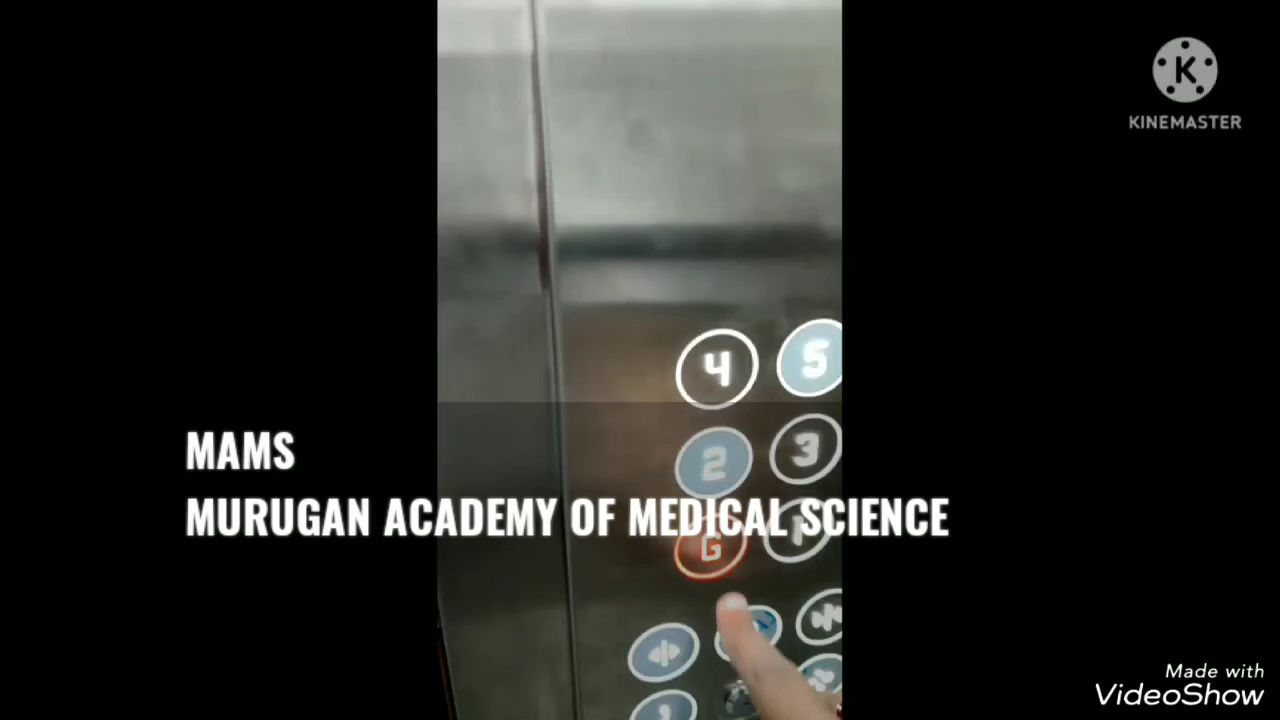 KINEMASTER
4 5
2 3
MAMS
MURUGAN ACADEMY OF MEDICAL SCIENCE
G 1
Made with
VideoShow